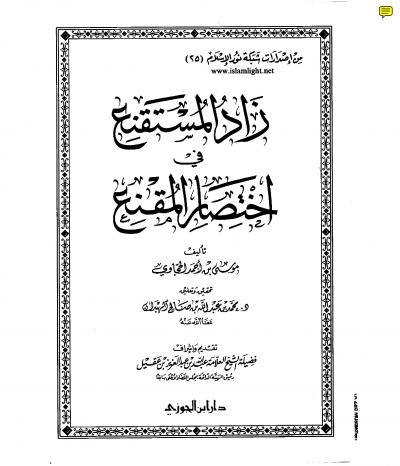 من إصدارات شبكة نور الإسلام (٢٥)
www.islamlight.net
زاد المستقنع
في
اختصار المقنع
تأليف
موسى بن أحمد الحجاوي
تحقيق وتعليق
د. محمد بن عبد الله بن صالح الهبدان
عفا الله عنه
تقديم وإشراف
فضيلة الشيخ العلامة عبد الله بن عبد العزيز بن عقيل
دار ابن الجوزي